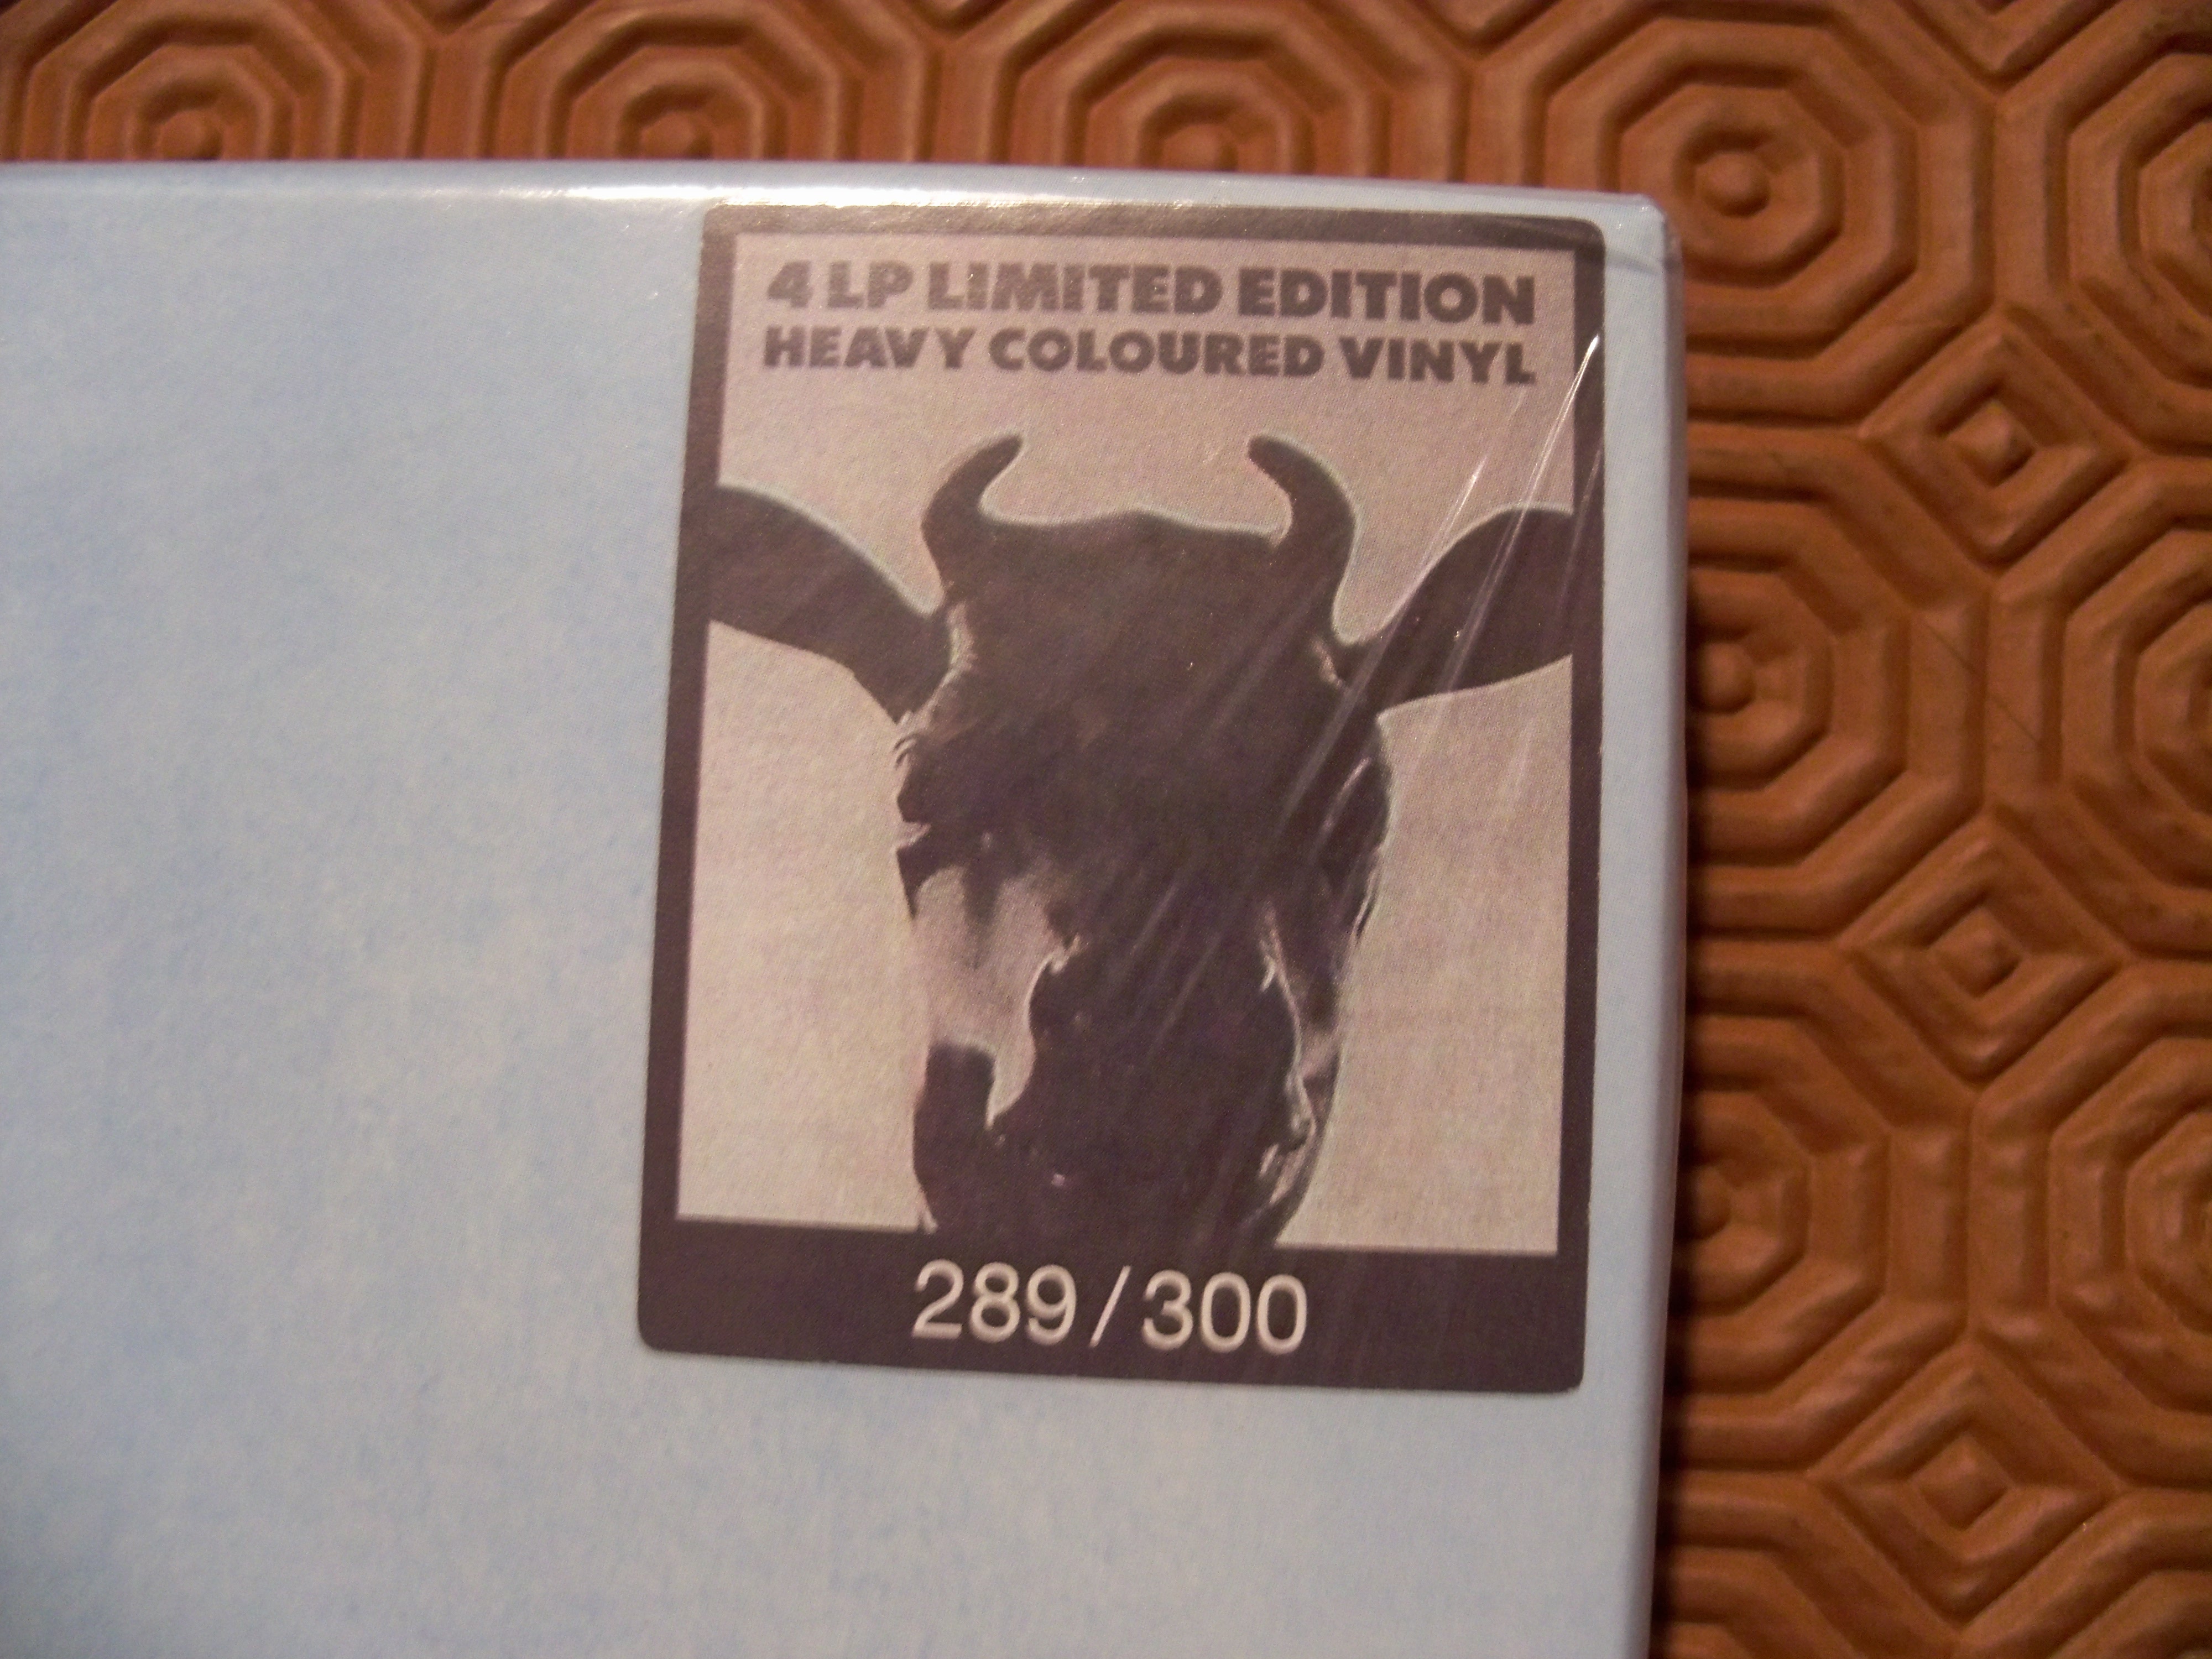 4 LP LIMITED EDITION
HEAVY COLOURED VINYL
289/300